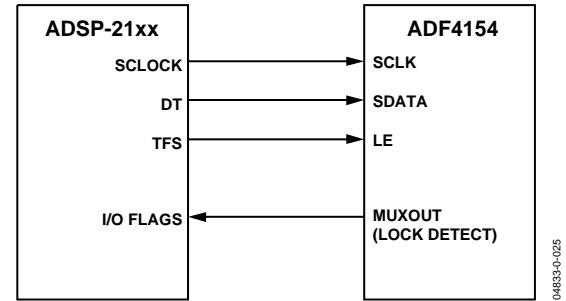 ADSP-21xx
SCLOCK
DT
TFS
I/O FLAGS
ADF4154
SCLK
SDATA
LE
MUXOUT
(LOCK DETECT)
04833-0-025